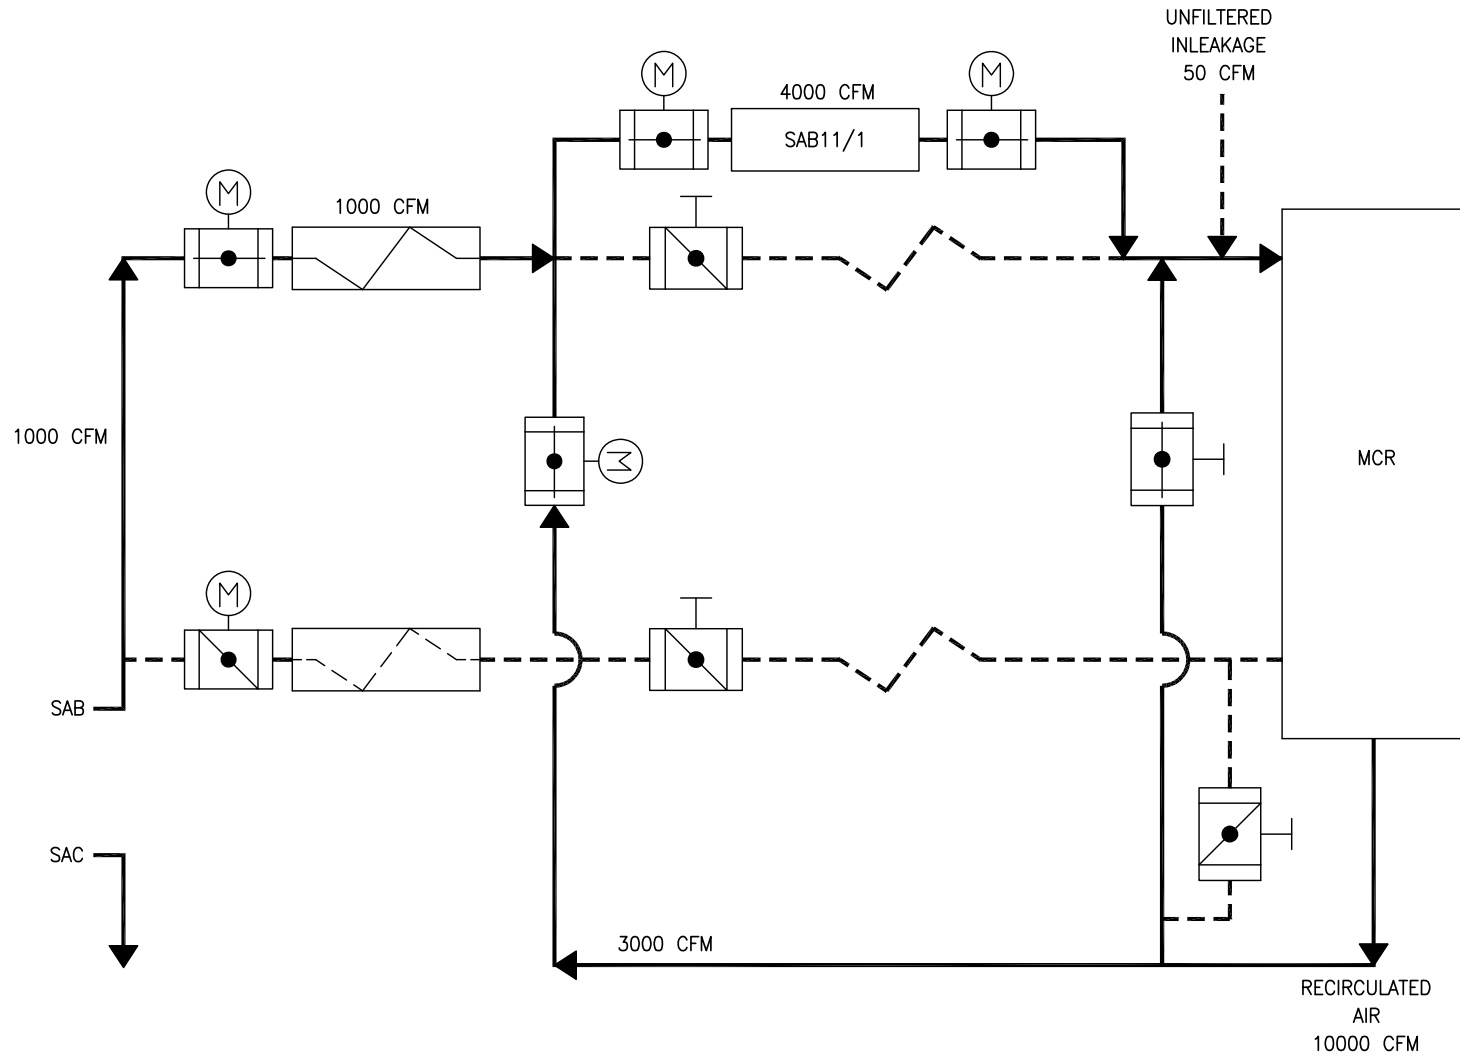 UNFILTERED
INLEAKAGE
50 CFM
M
M
4000 CFM
SAB11/1
M
1000 CFM
1000 CFM
M
MCR
M
SAB
SAC
3000 CFM
RECIRCULATED
AIR
10000 CFM